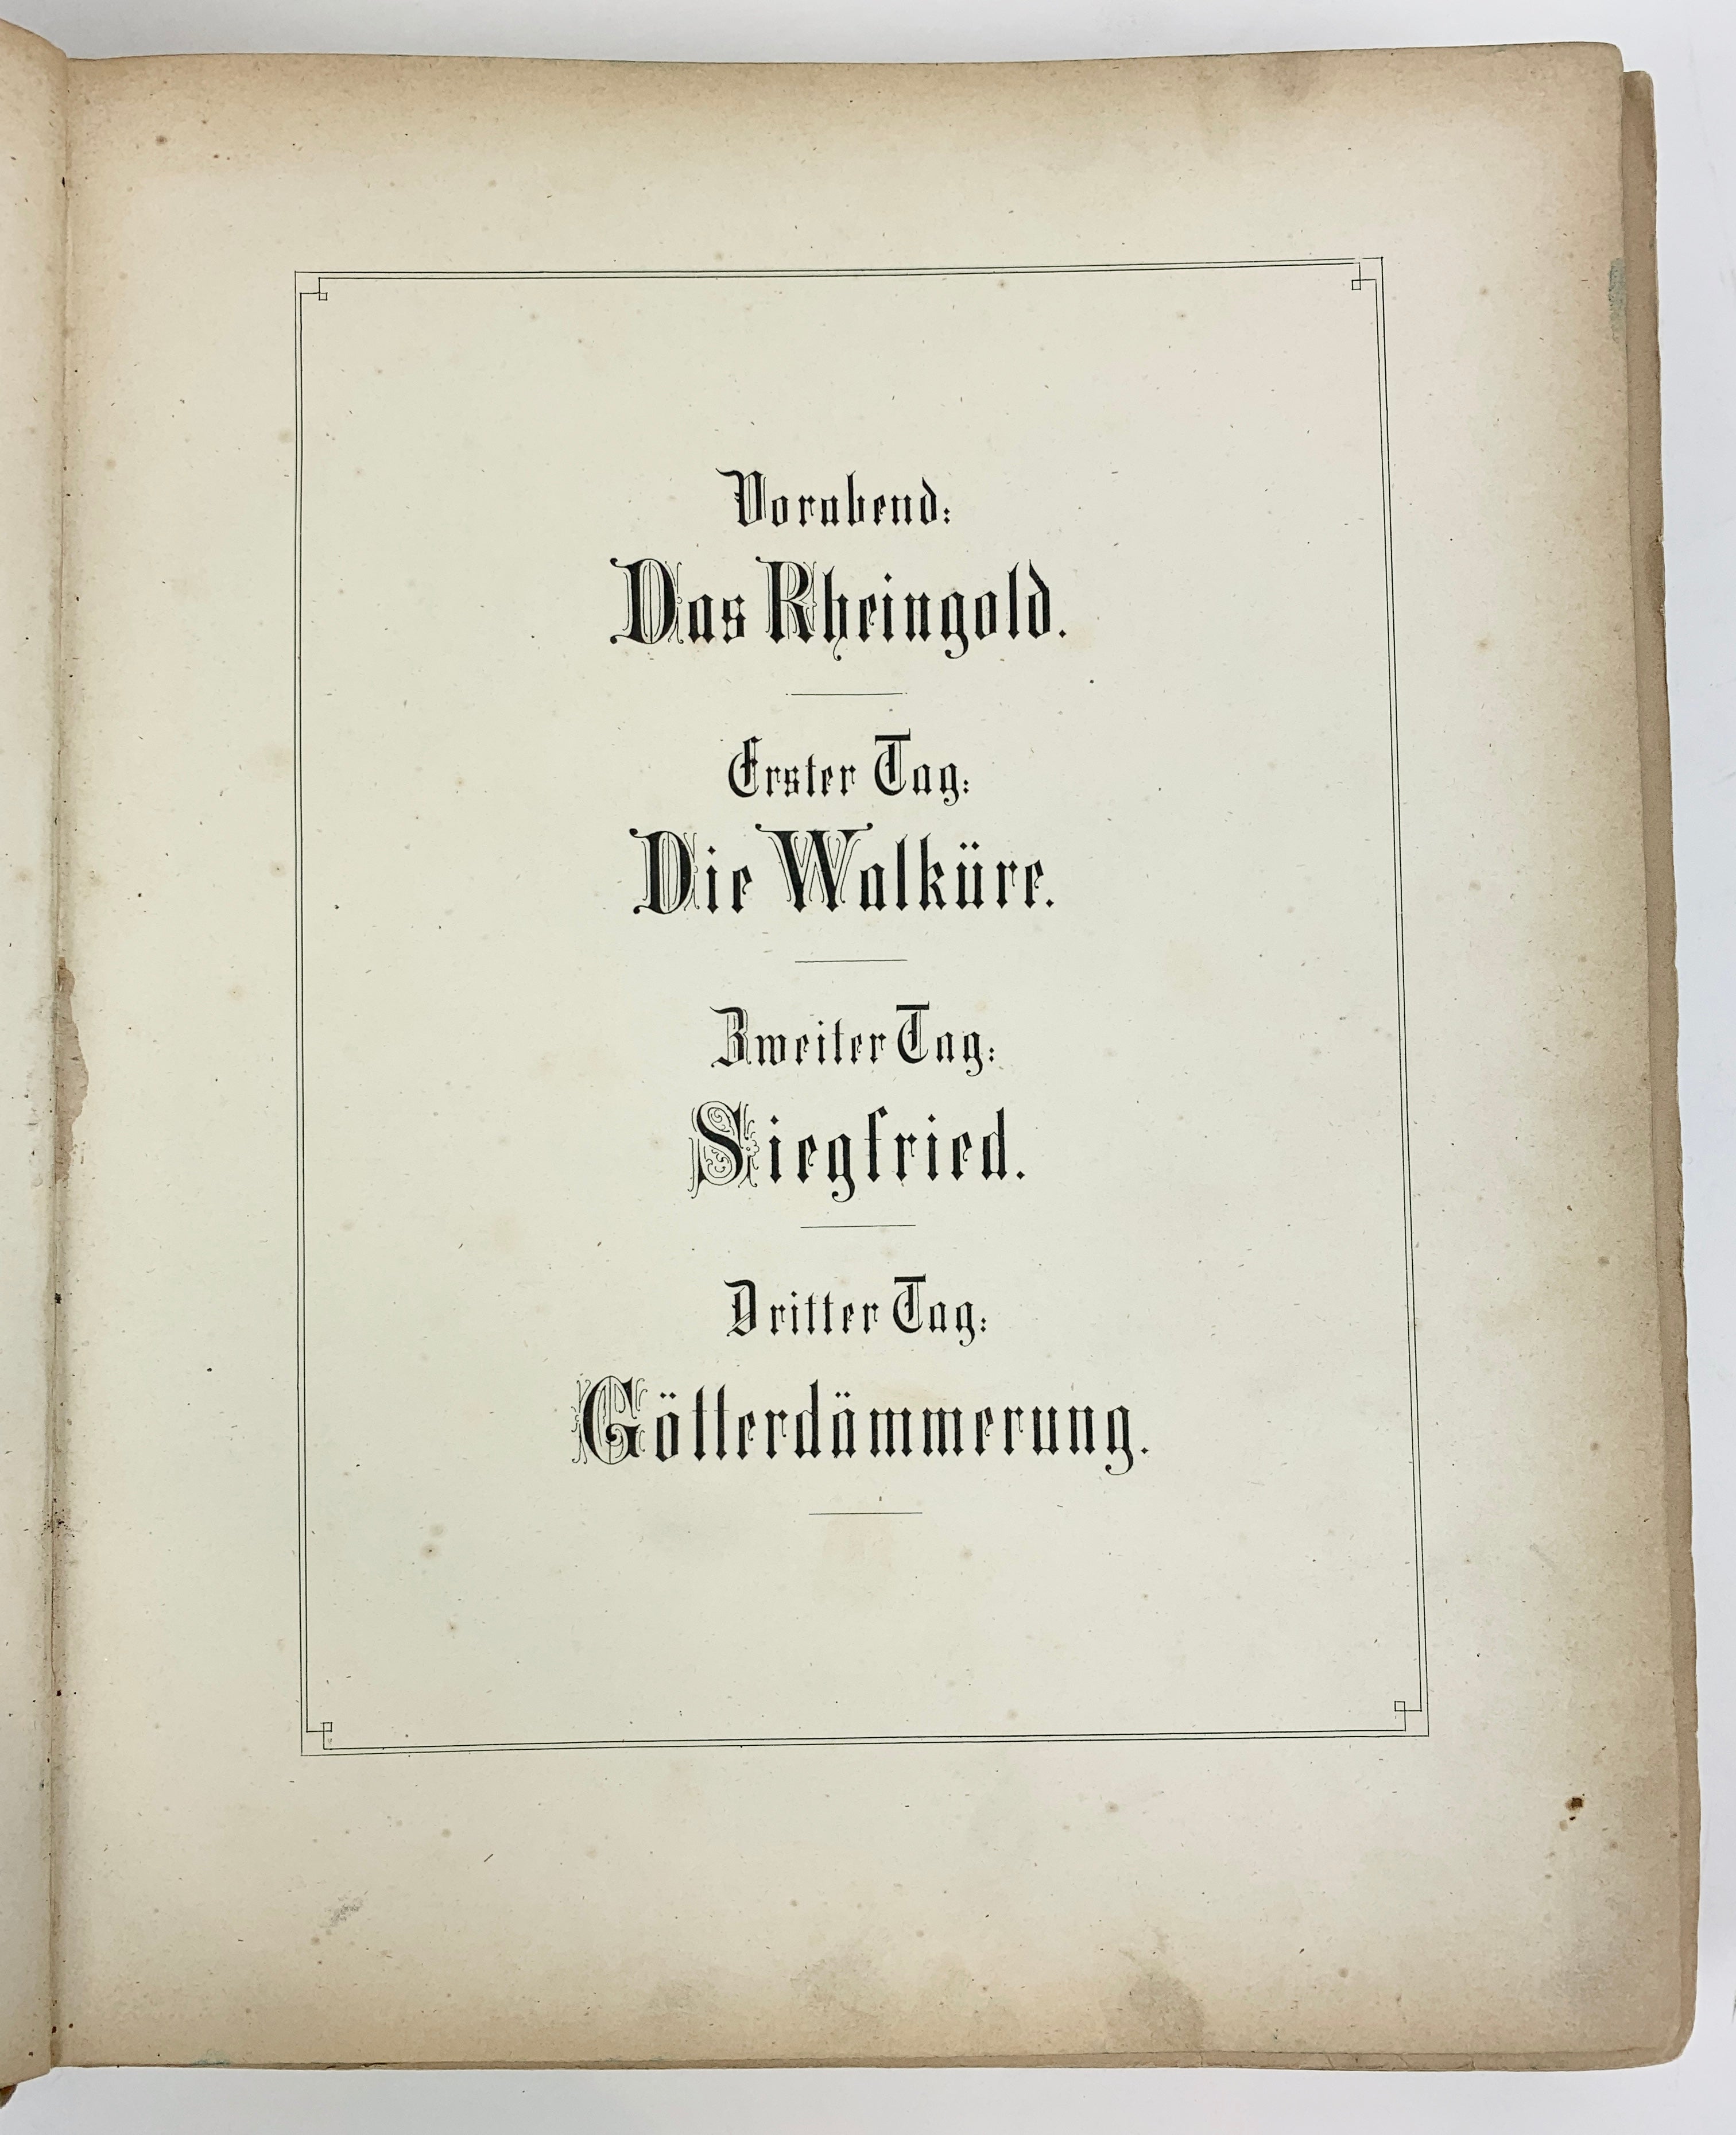 Vorabend:
Das Rheingold.
Erster Tag:
Die Walküre.
Zweiter Tag:
Siegfried.
Dritter Tag:
Götterdämmerung.